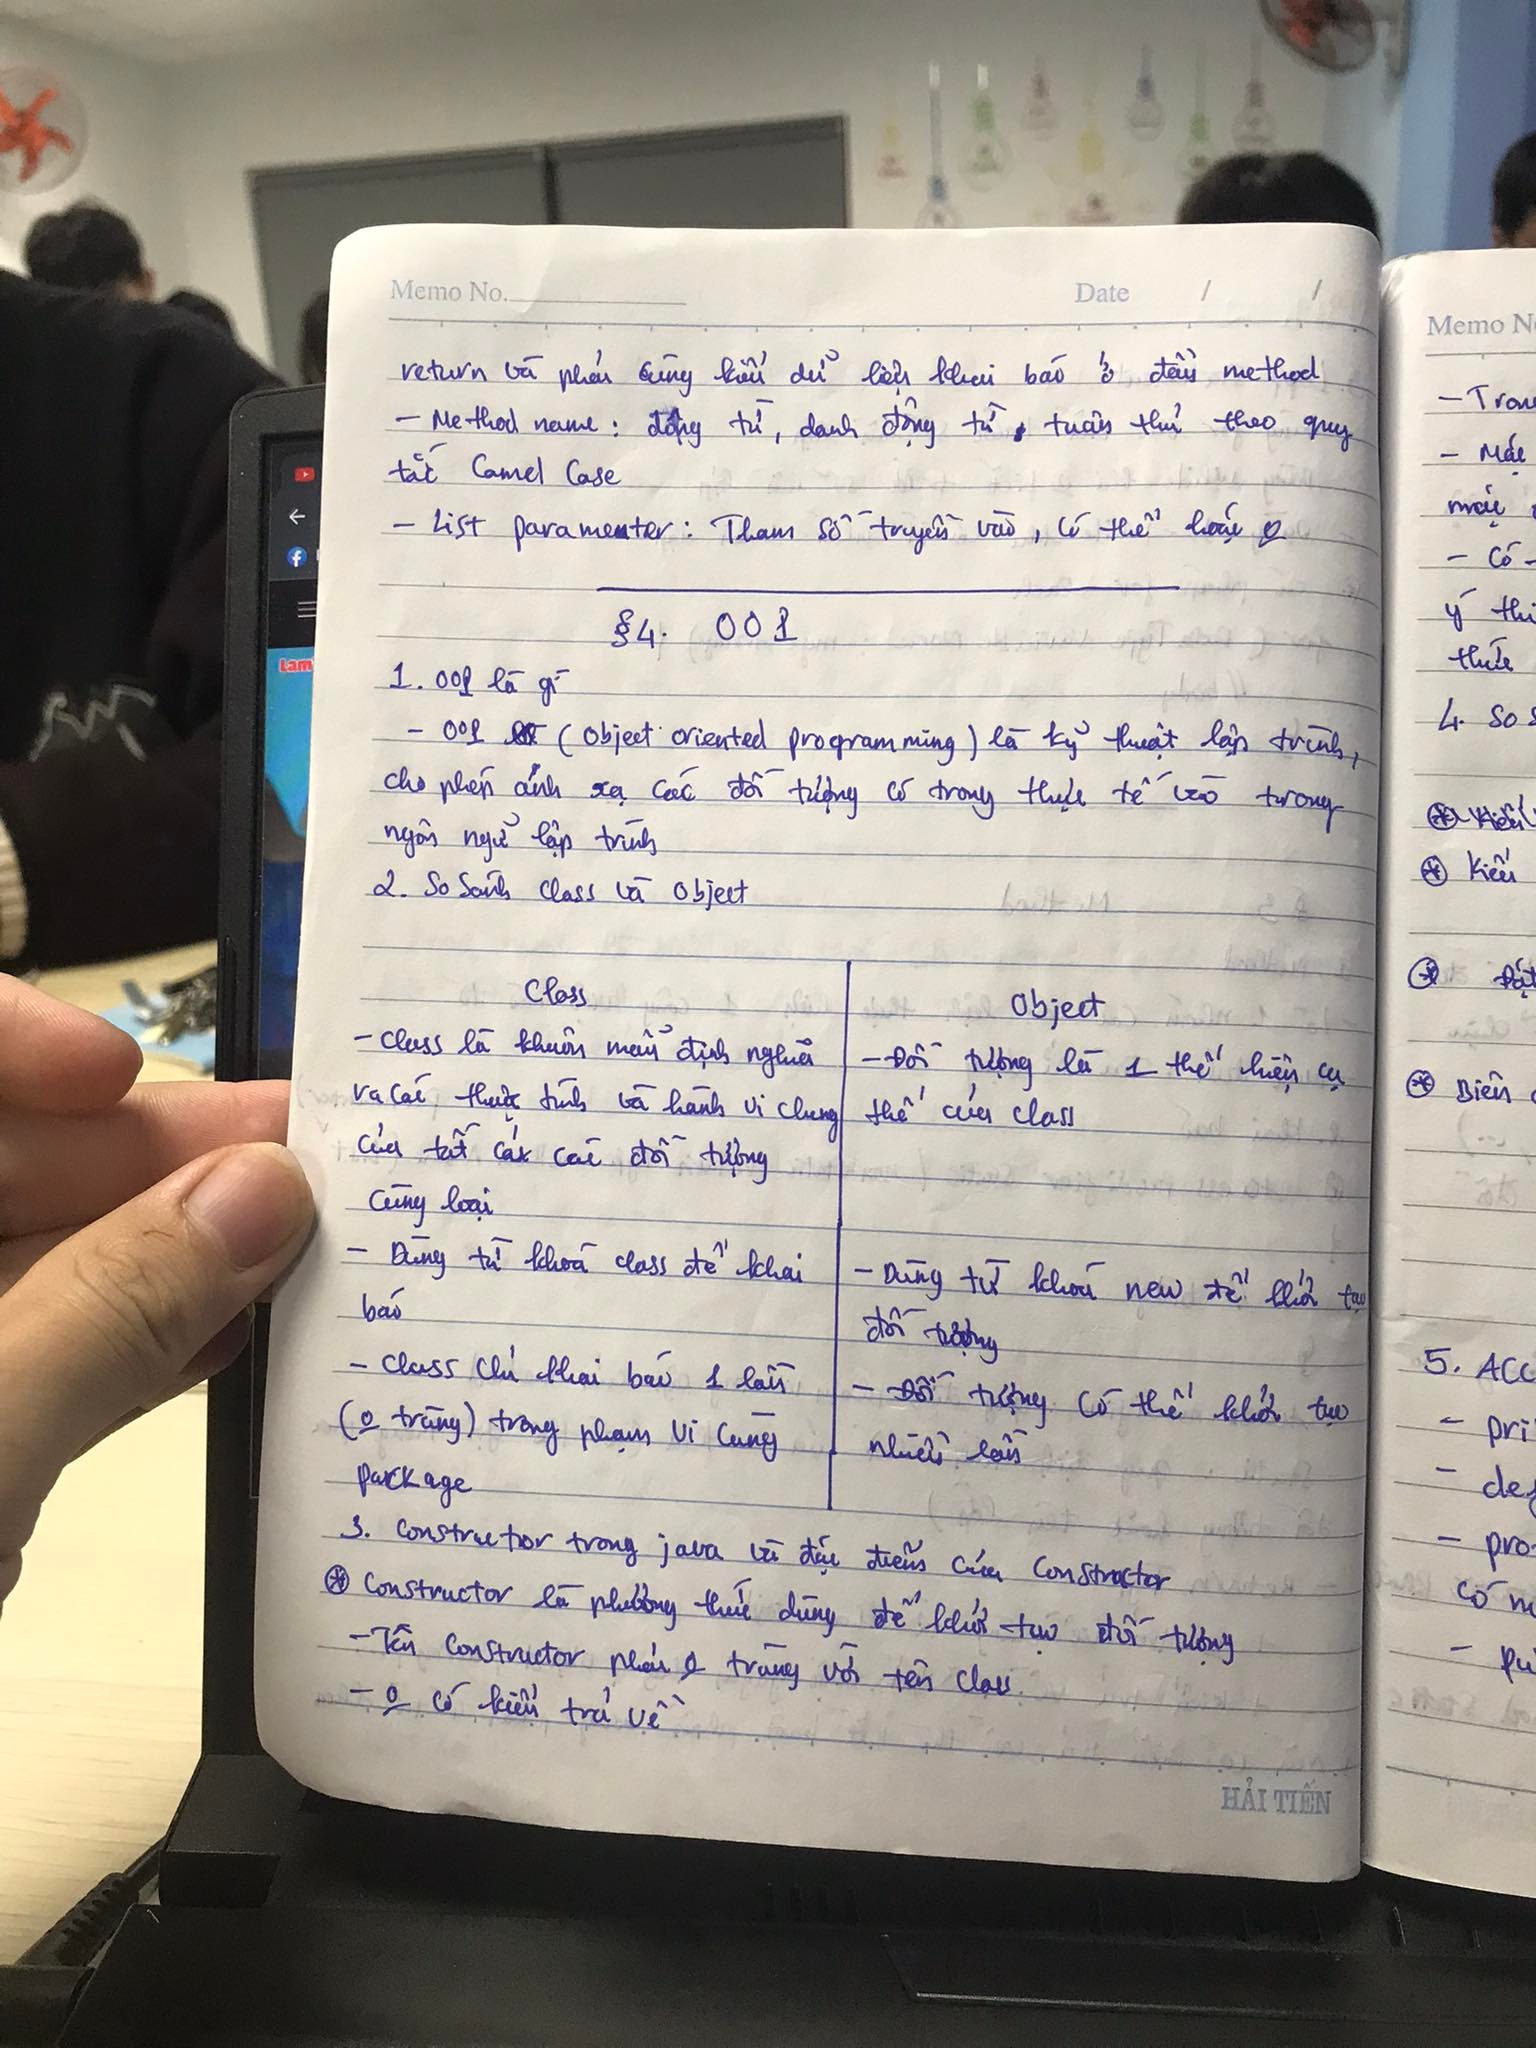 Memo No. Date / /
return và phải cùng kiểu dữ liệu khai báo ở đầu method
- Method name: động từ, danh động từ, tuân thủ theo quy
tắc Camel Case
- List paramenter: Tham số truyền vào, có thể hoặc o
§4. OOP
1. OOP là gì
- OOP (Object oriented programming) là kỹ thuật lập trình,
cho phép ánh xạ các đối tượng có trong thực tế vào trong
ngôn ngữ lập trình
2. So sánh class và object
Class
- Class là khuôn mẫu định nghĩa
ra các thuộc tính và hành vi chung
của tất cả các đối tượng
cùng loại
- Dùng từ khoá class để khai
báo
- Class chỉ khai báo 1 lần
(o trùng) trong phạm vi cùng
package
Object
- Đối tượng là 1 thể hiện cụ
thể của class
- Dùng từ khoá new để khởi tạo
đối tượng
- Đối tượng có thể khởi tạo
nhiều lần
3. Constructior trong java và đặc điểm của Constructor
⊛ Constructor là phương thức dùng để khởi tạo đối tượng
- Tên Constructor phải trùng với tên class
- o có kiểu trả về
HẢI TIẾN
Memo N
- Tron
- Mác
- Có
ý th
thức
4. So s
⊛ Kiểu
⊛ Biến
5. ACC
- pri
- def
- pro
có m
- pu